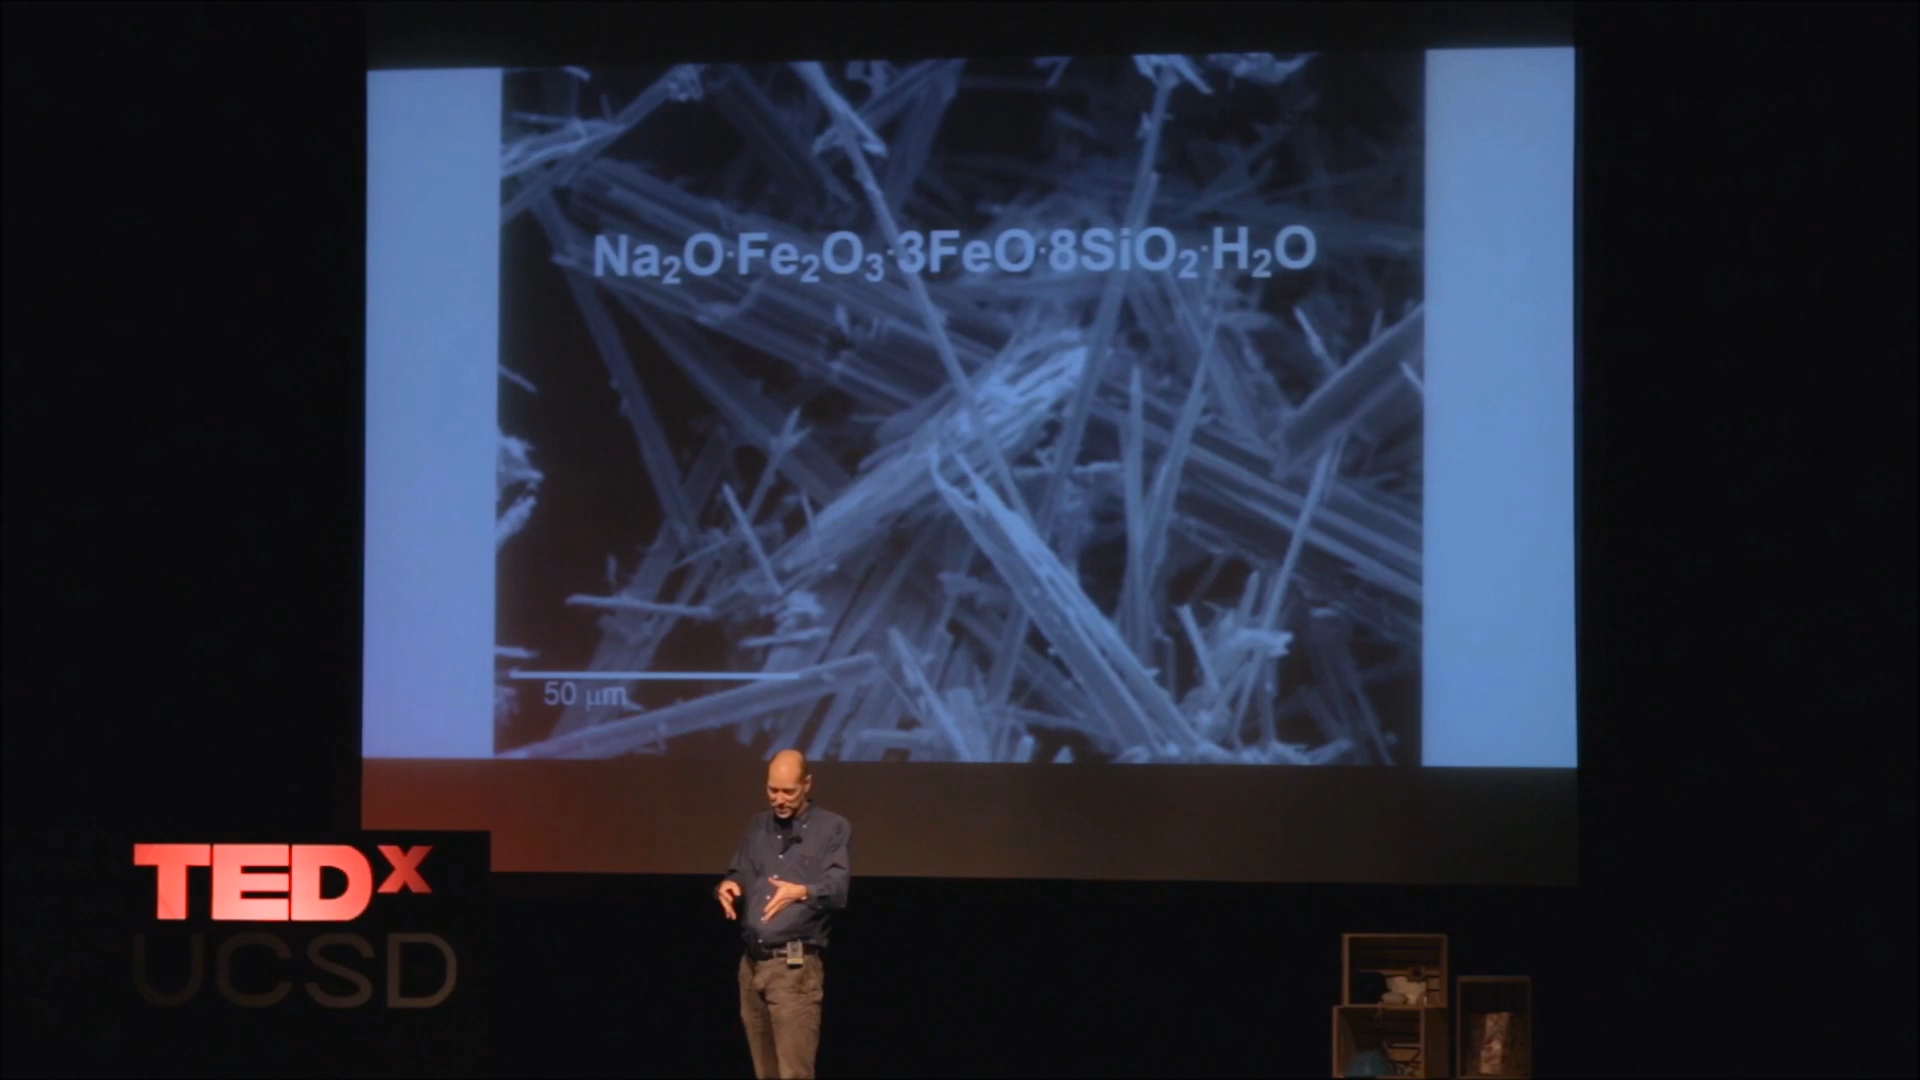 Na₂O·Fe₂O₃·3FeO·8SiO₂·H₂O
50 μm
TEDx
UCSD